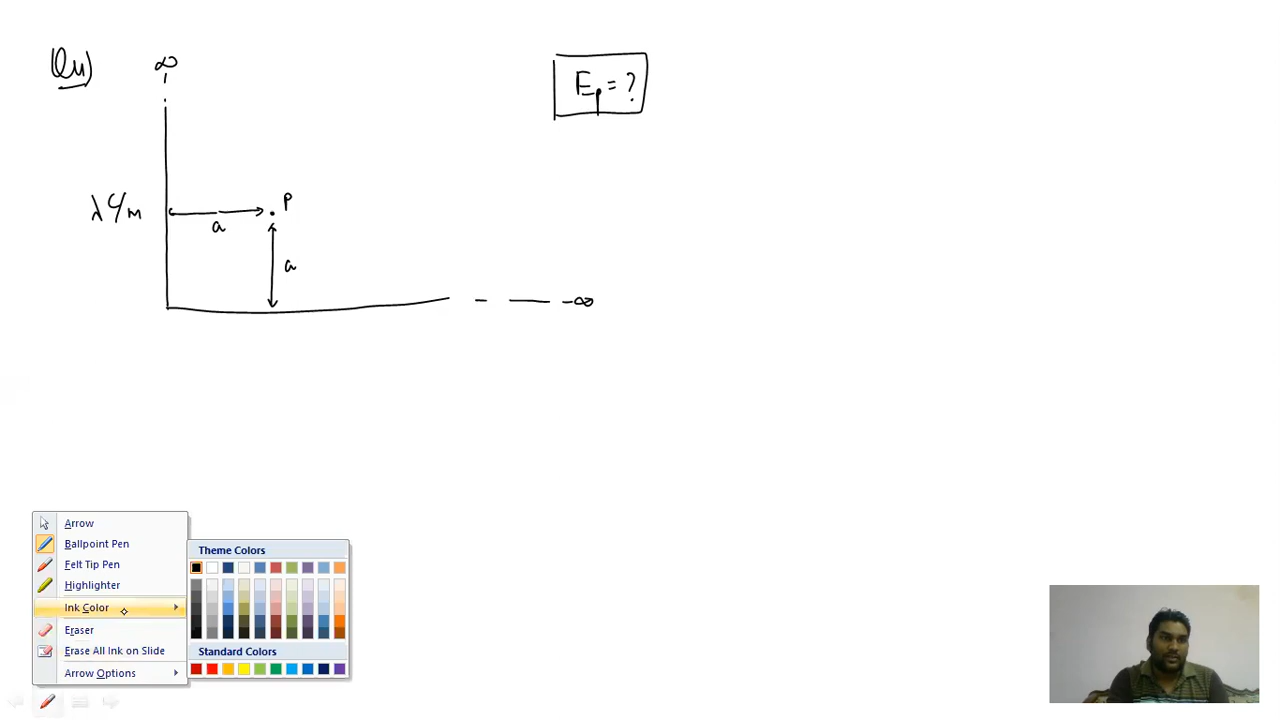 Qu)
∞
E_p = ?
λ C/m
P
a
a
-∞
Arrow
Ballpoint Pen
Felt Tip Pen
Highlighter
Ink Color
Eraser
Erase All Ink on Slide
Arrow Options
Theme Colors
Standard Colors